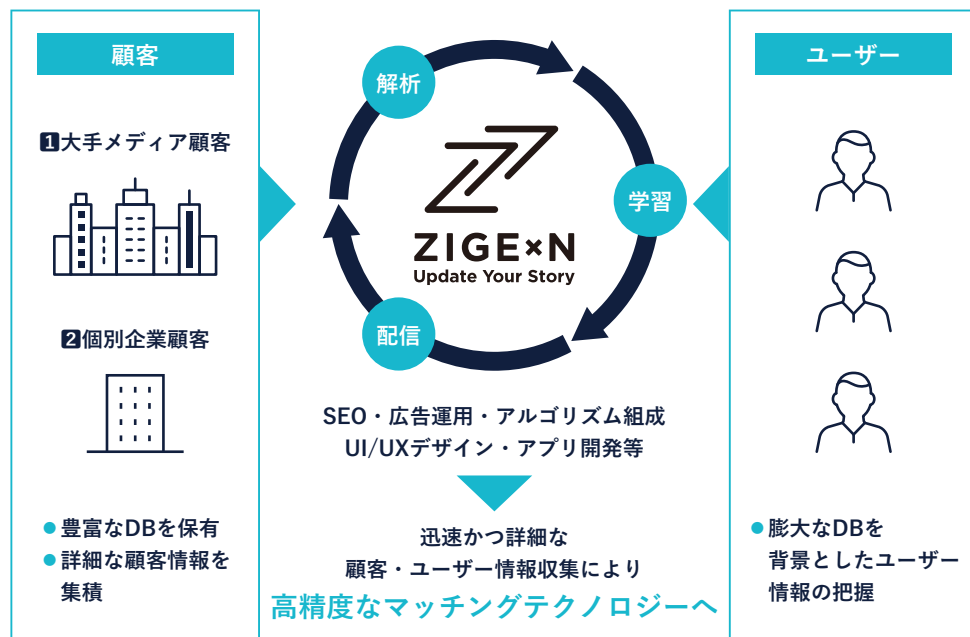 顧客
1大手メディア顧客
2個別企業顧客
●豊富なDBを保有
●詳細な顧客情報を
集積
解析
学習
配信
ZIGExN
Update Your Story
SEO・広告運用・アルゴリズム組成
UI/UXデザイン・アプリ開発等
迅速かつ詳細な
顧客・ユーザー情報収集により
高精度なマッチングテクノロジーへ
ユーザー
●膨大なDBを
背景としたユーザー
情報の把握